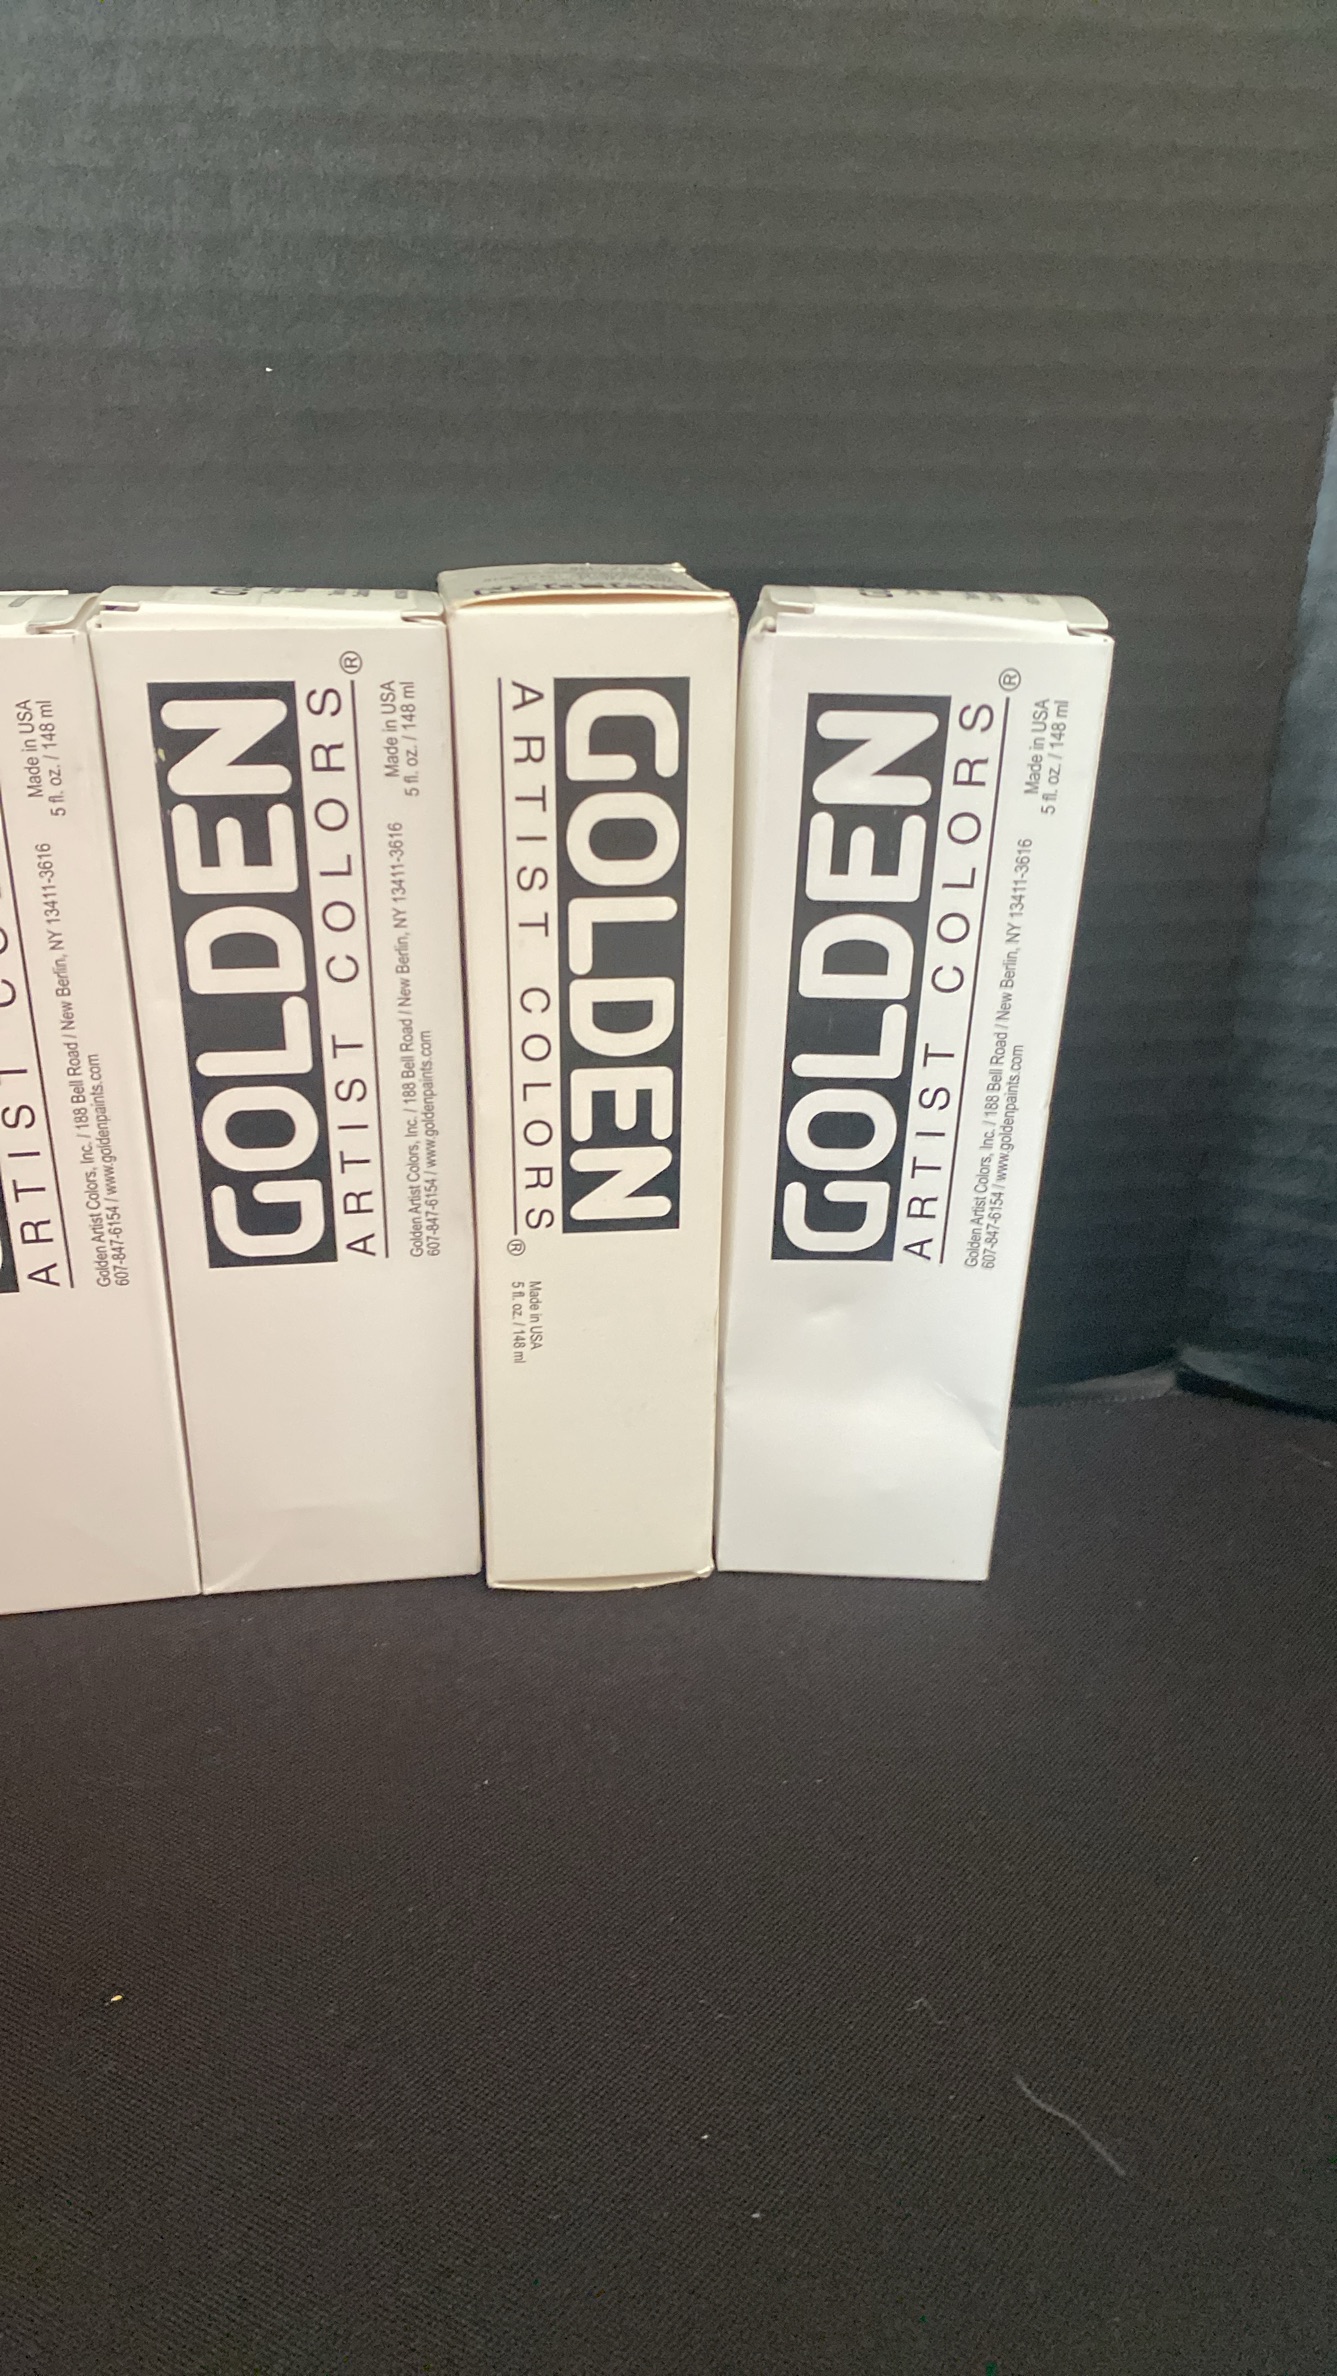 ARTIST CO
Made in USA
5 fl. oz. / 148 ml
Golden Artist Colors, Inc. / 188 Bell Road / New Berlin, NY 13411-3616
607-847-6154 / www.goldenpaints.com
GOLDEN
ARTIST COLORS®
Made in USA
5 fl. oz. / 148 ml
Golden Artist Colors, Inc. / 188 Bell Road / New Berlin, NY 13411-3616
607-847-6154 / www.goldenpaints.com
GOLDEN
ARTIST COLORS®
Made in USA
5 fl. oz. / 148 ml
GOLDEN
ARTIST COLORS®
Made in USA
5 fl. oz. / 148 ml
Golden Artist Colors, Inc. / 188 Bell Road / New Berlin, NY 13411-3616
607-847-6154 / www.goldenpaints.com